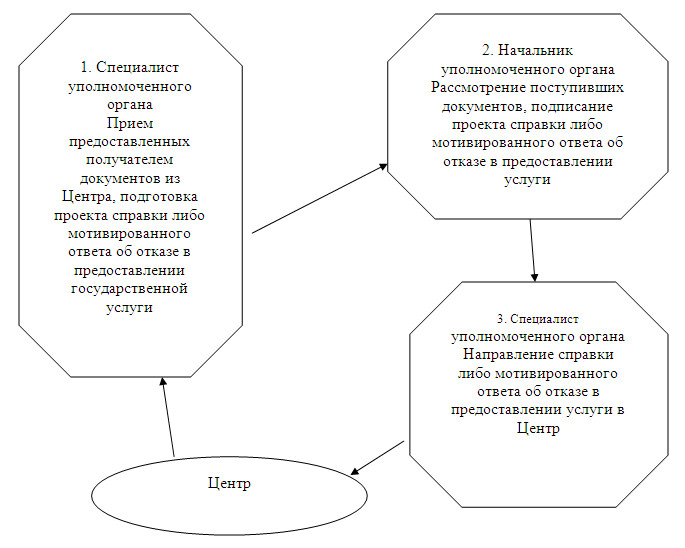 1. Специалист
уполномоченного
органа
Прием
предоставленных
получателем
документов из
Центра, подготовка
проекта справки либо
мотивированного
ответа об отказе в
предоставлении
государственной
услуги
2. Начальник
уполномоченного органа
Рассмотрение поступивших
документов, подписание
проекта справки либо
мотивированного ответа об
отказе в предоставлении
услуги
3. Специалист
уполномоченного органа
Направление справки
либо мотивированного
ответа об отказе в
предоставлении услуги в
Центр
Центр